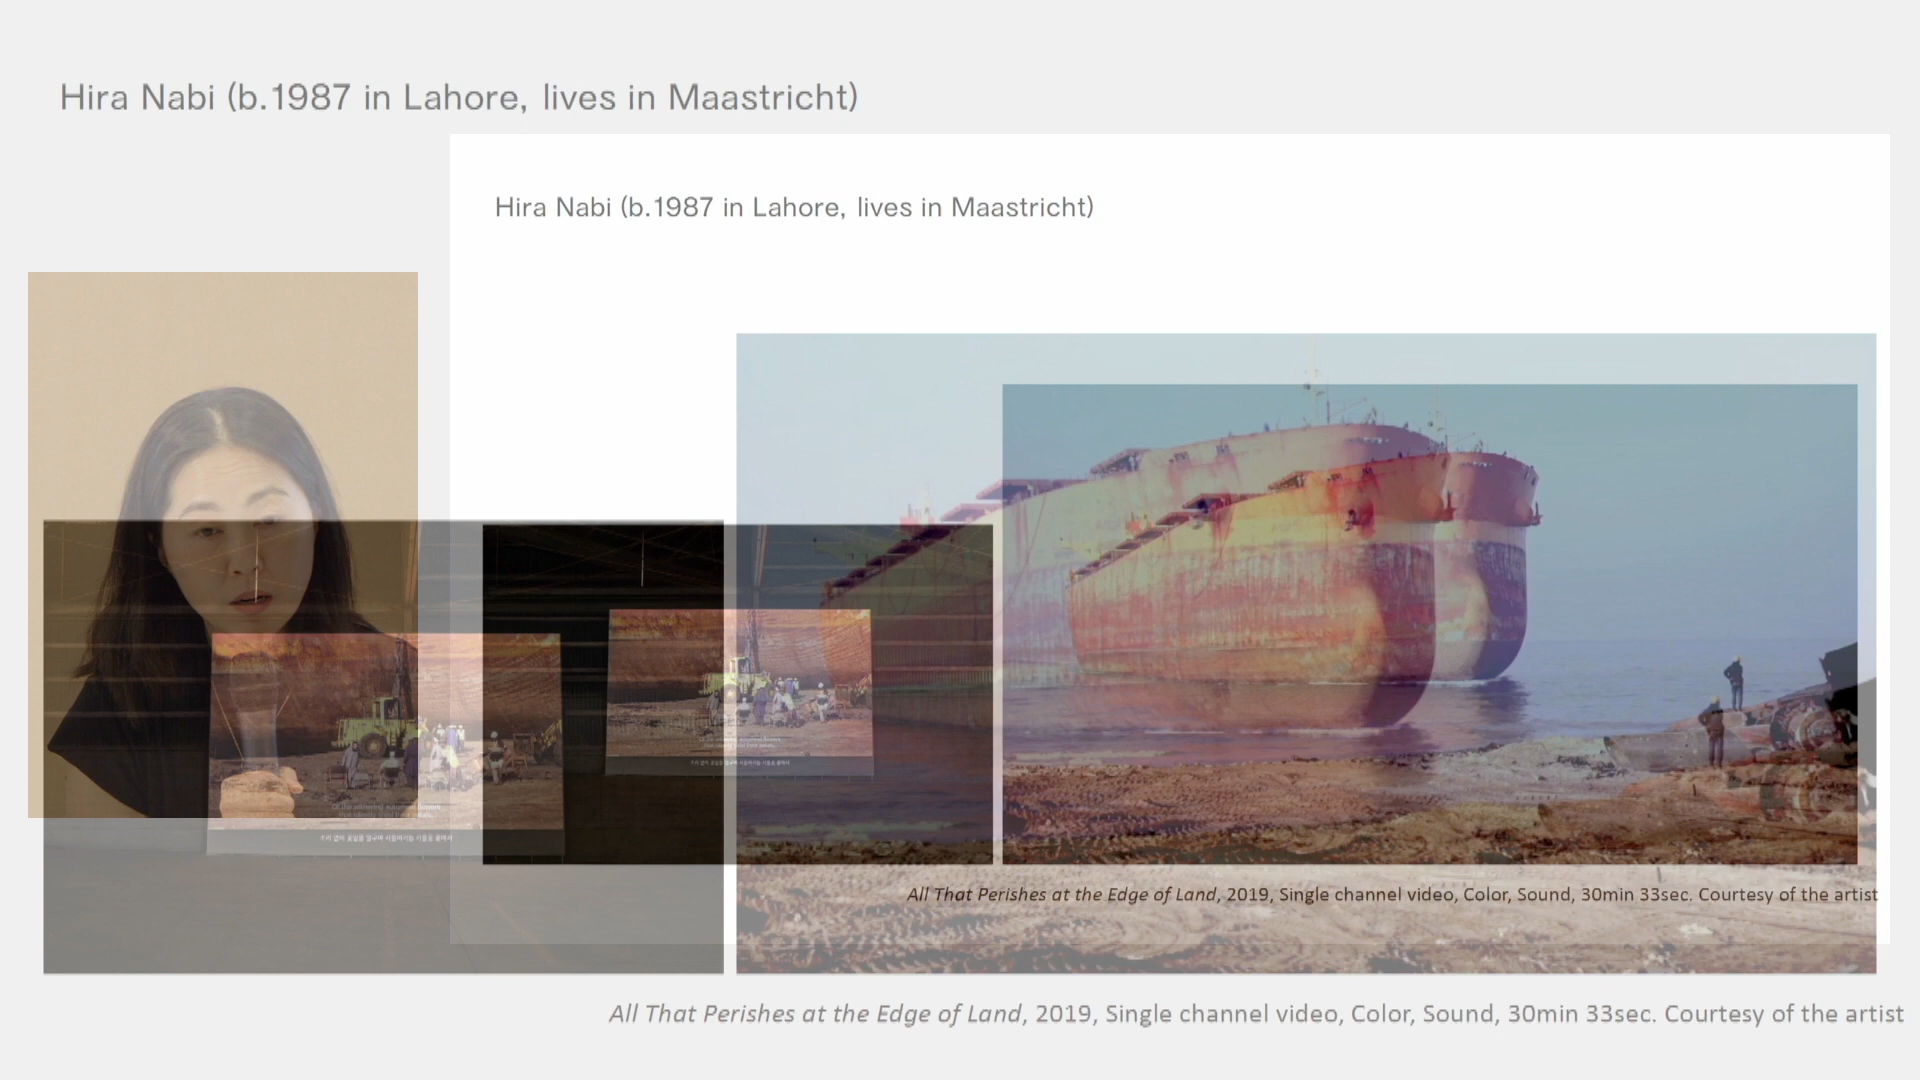 Hira Nabi (b.1987 in Lahore, lives in Maastricht)
Hira Nabi (b.1987 in Lahore, lives in Maastricht)
All That Perishes at the Edge of Land, 2019, Single channel video, Color, Sound, 30min 33sec. Courtesy of the artist
All That Perishes at the Edge of Land, 2019, Single channel video, Color, Sound, 30min 33sec. Courtesy of the artist